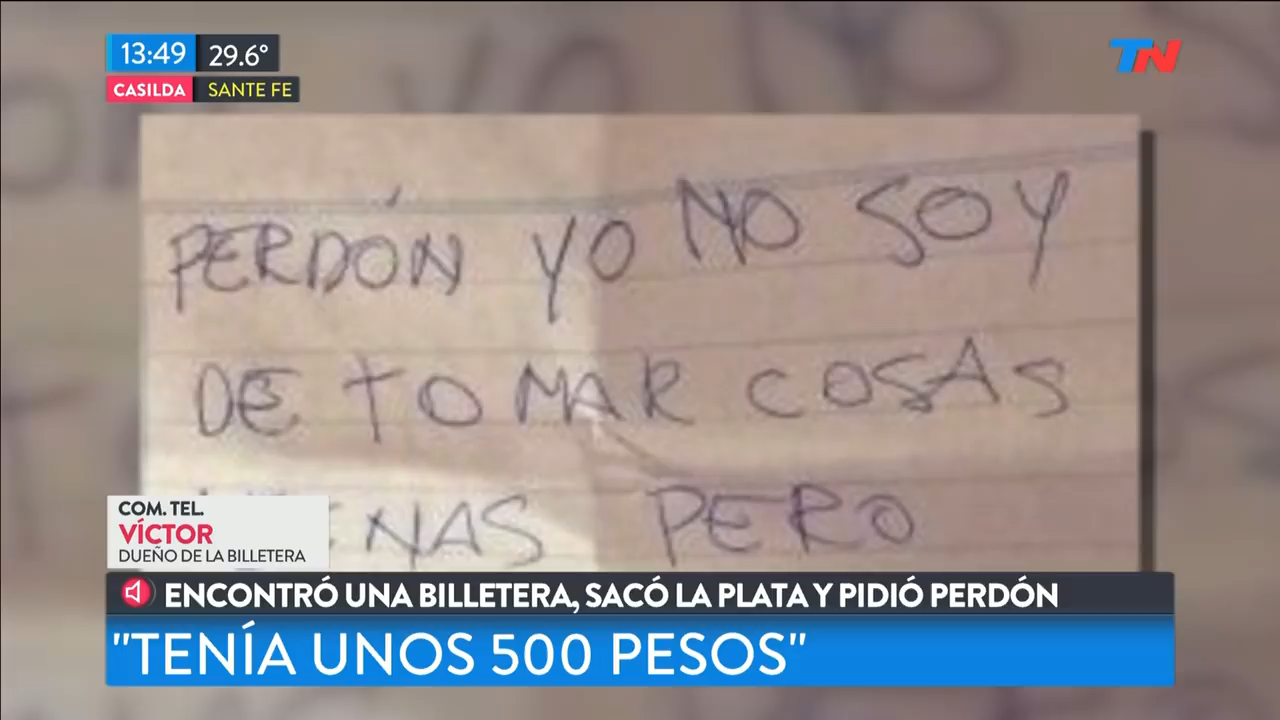 13:49 29.6°
TN
CASILDA SANTE FE
PERDÓN YO NO SOY
DE TOMAR COSAS
PERO
COM. TEL.
VÍCTOR
DUEÑO DE LA BILLETERA
ENCONTRÓ UNA BILLETERA, SACÓ LA PLATA Y PIDIÓ PERDÓN
"TENÍA UNOS 500 PESOS"